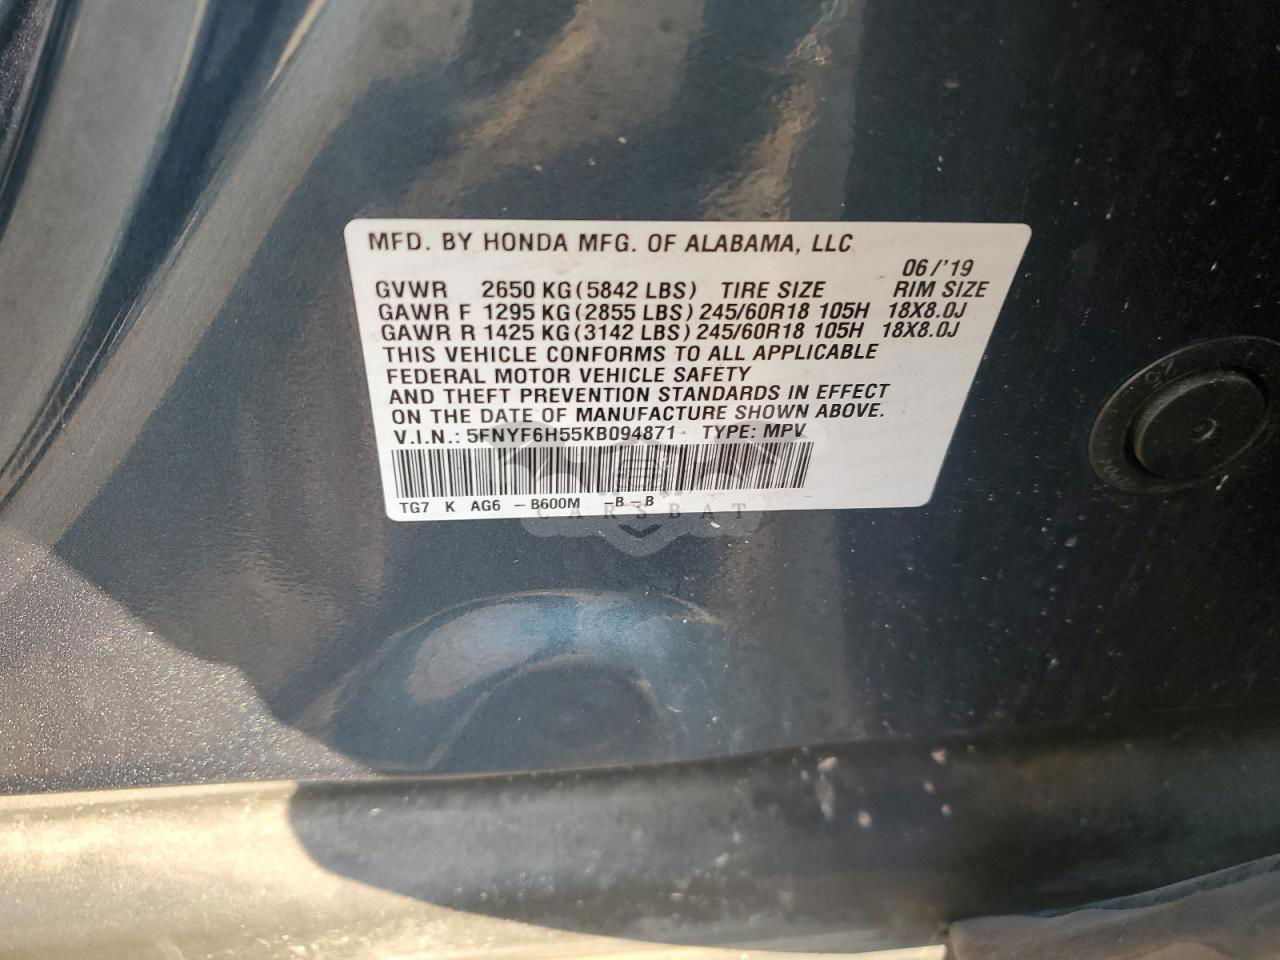 MFD. BY HONDA MFG. OF ALABAMA, LLC
06/'19
GVWR 2650 KG (5842 LBS) TIRE SIZE RIM SIZE
GAWR F 1295 KG (2855 LBS) 245/60R18 105H 18X8.0J
GAWR R 1425 KG (3142 LBS) 245/60R18 105H 18X8.0J
THIS VEHICLE CONFORMS TO ALL APPLICABLE
FEDERAL MOTOR VEHICLE SAFETY
AND THEFT PREVENTION STANDARDS IN EFFECT
ON THE DATE OF MANUFACTURE SHOWN ABOVE.
V.I.N.: 5FNYF6H55KB094871 TYPE: MPV
TG7 K AG6 – B600M –B – B
CARSBAT